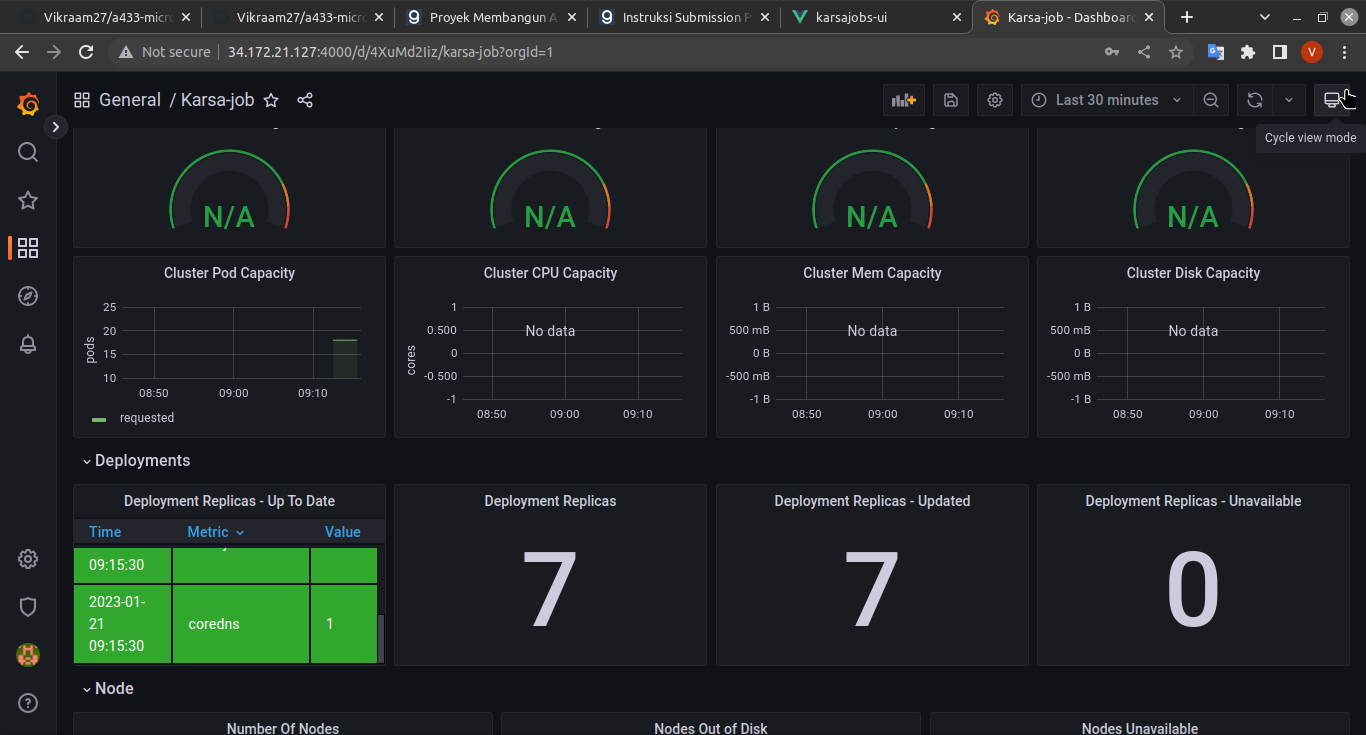 Vikraam27/a433-micro
Vikraam27/a433-micro
Proyek Membangun A
Instruksi Submission P
karsajobs-ui
Karsa-job - Dashboard
Not secure
34.172.21.127:4000/d/4XuMd2Iiz/karsa-job?orgId=1
V
General / Karsa-job
Last 30 minutes
Cycle view mode
N/A
N/A
N/A
N/A
Cluster Pod Capacity
25
20
15
10
pods
08:50 09:00 09:10
requested
Cluster CPU Capacity
1
0.500
0
-0.500
-1
cores
No data
08:50 09:00 09:10
Cluster Mem Capacity
1 B
500 mB
0 B
-500 mB
-1 B
No data
08:50 09:00 09:10
Cluster Disk Capacity
1 B
500 mB
0 B
-500 mB
-1 B
No data
08:50 09:00 09:10
Deployments
Deployment Replicas - Up To Date
Time Metric Value
09:15:30
2023-01-
21
09:15:30
coredns
1
Deployment Replicas
7
Deployment Replicas - Updated
7
Deployment Replicas - Unavailable
0
Node
Number Of Nodes
Nodes Out of Disk
Nodes Unavailable